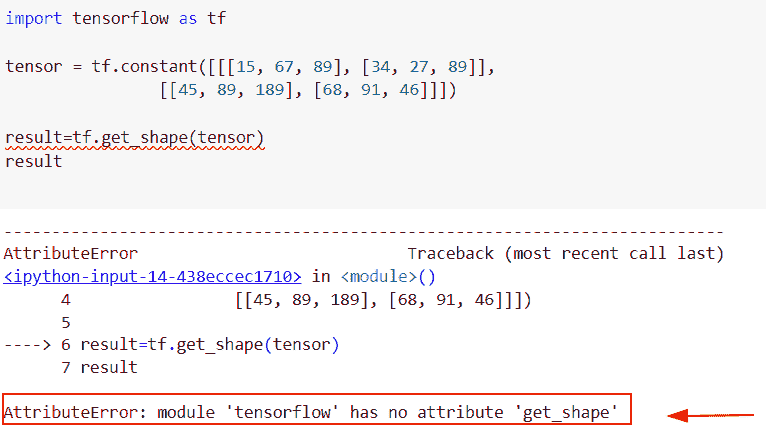 import tensorflow as tf
tensor = tf.constant([[[15, 67, 89], [34, 27, 89]],
[[45, 89, 189], [68, 91, 46]]])
result=tf.get_shape(tensor)
result
---------------------------------------------------------------------------
AttributeError Traceback (most recent call last)
<ipython-input-14-438eccec1710> in <module>()
4 [[45, 89, 189], [68, 91, 46]]])
5
----> 6 result=tf.get_shape(tensor)
7 result
AttributeError: module 'tensorflow' has no attribute 'get_shape'